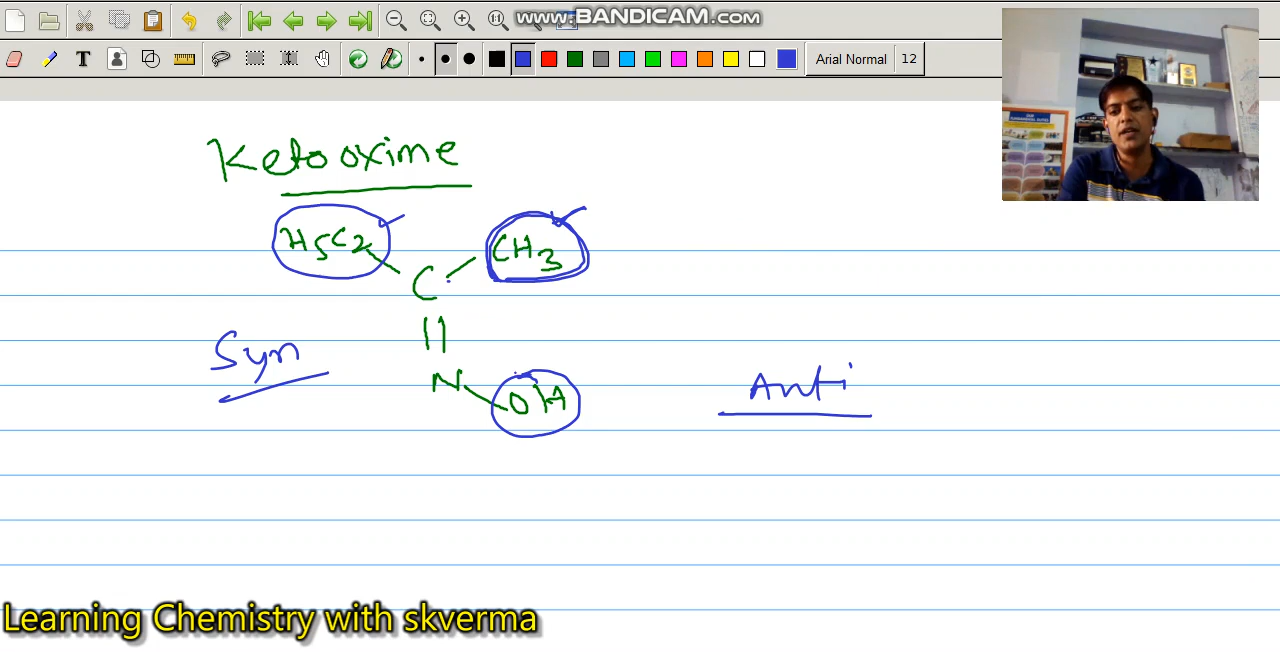 www.BANDICAM.com
Arial Normal 12
Ketooxime
H5C2 CH3
C
N
OH
Syn
Anti
Learning Chemistry with skverma